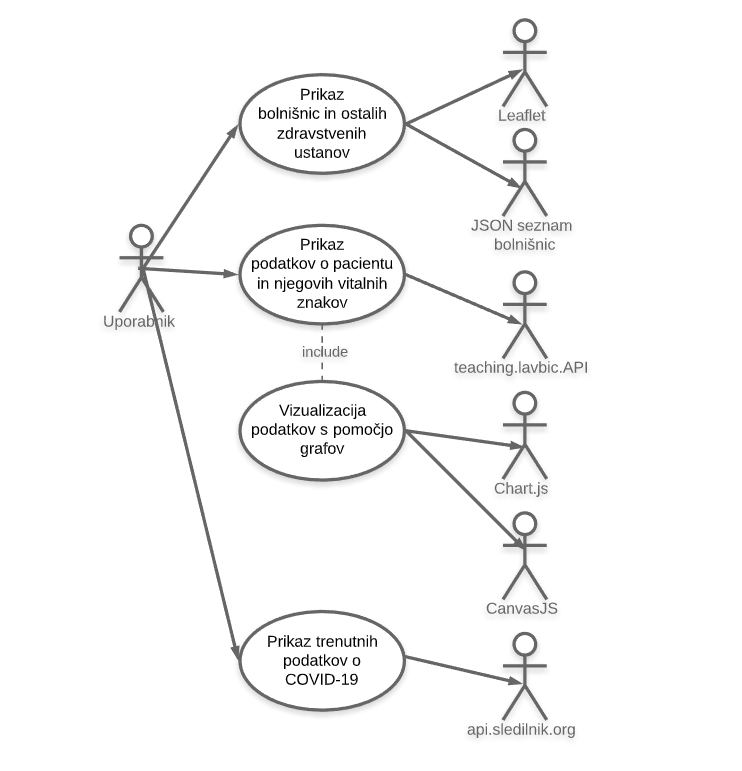 Prikaz
bolnišnic in ostalih
zdravstvenih
ustanov
Leaflet
JSON seznam
bolnišnic
Uporabnik
Prikaz
podatkov o pacientu
in njegovih vitalnih
znakov
teaching.lavbic.API
include
Vizualizacija
podatkov s pomočjo
grafov
Chart.js
CanvasJS
Prikaz trenutnih
podatkov o
COVID-19
api.sledilnik.org